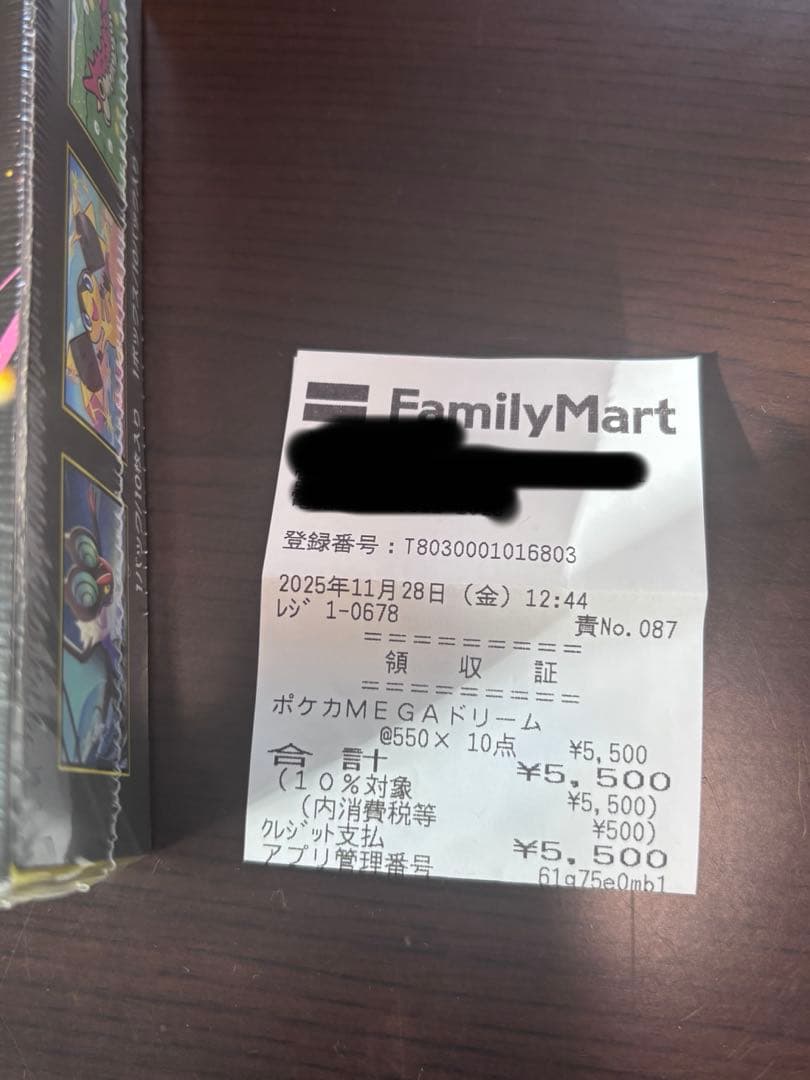 FamilyMart
登録番号:T8030001016803
2025年11月28日(金)12:44
ﾚｼﾞ 1-0678 責No.087
=========
領 収 証
=========
ポケカMEGAドリーム
@550× 10点 ¥5,500
合 計 ¥5,500
(10%対象 ¥5,500)
(内消費税等 ¥500)
ｸﾚｼﾞｯﾄ支払 ¥5,500
アプリ管理番号 61g75e0mb1